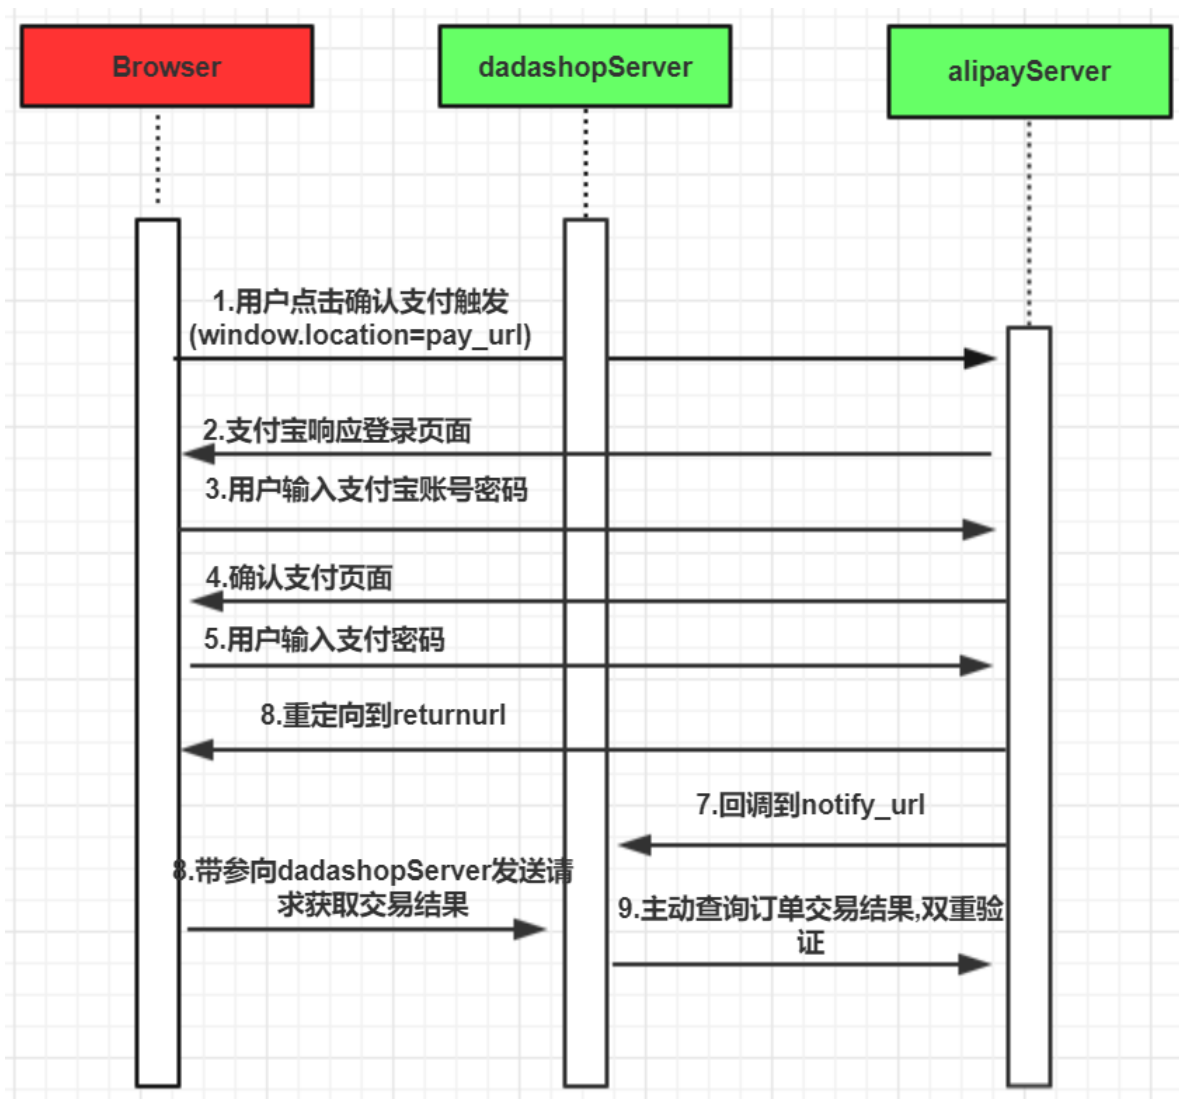 Browser
dadashopServer
alipayServer
1.用户点击确认支付触发
(window.location=pay_url)
2.支付宝响应登录页面
3.用户输入支付宝账号密码
4.确认支付页面
5.用户输入支付密码
8.重定向到returnurl
7.回调到notify_url
8.带参向dadashopServer发送请
求获取交易结果
9.主动查询订单交易结果,双重验
证